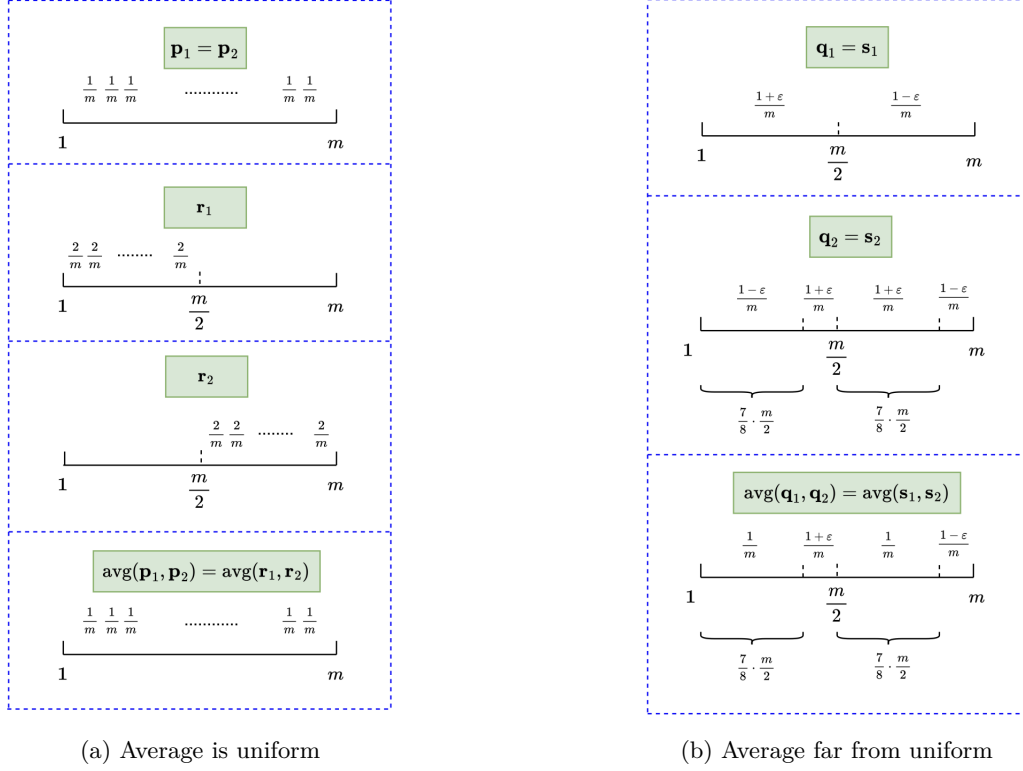 p₁ = p₂
1/m 1/m 1/m ............ 1/m 1/m
1 m
r₁
2/m 2/m ........ 2/m
1 m/2 m
r₂
2/m 2/m ........ 2/m
1 m/2 m
avg(p₁, p₂) = avg(r₁, r₂)
1/m 1/m 1/m ............ 1/m 1/m
1 m
(a) Average is uniform
q₁ = s₁
1+ε/m 1−ε/m
1 m/2 m
q₂ = s₂
1−ε/m 1+ε/m 1+ε/m 1−ε/m
1 m/2 m
7/8 · m/2 7/8 · m/2
avg(q₁, q₂) = avg(s₁, s₂)
1/m 1+ε/m 1/m 1−ε/m
1 m/2 m
7/8 · m/2 7/8 · m/2
(b) Average far from uniform